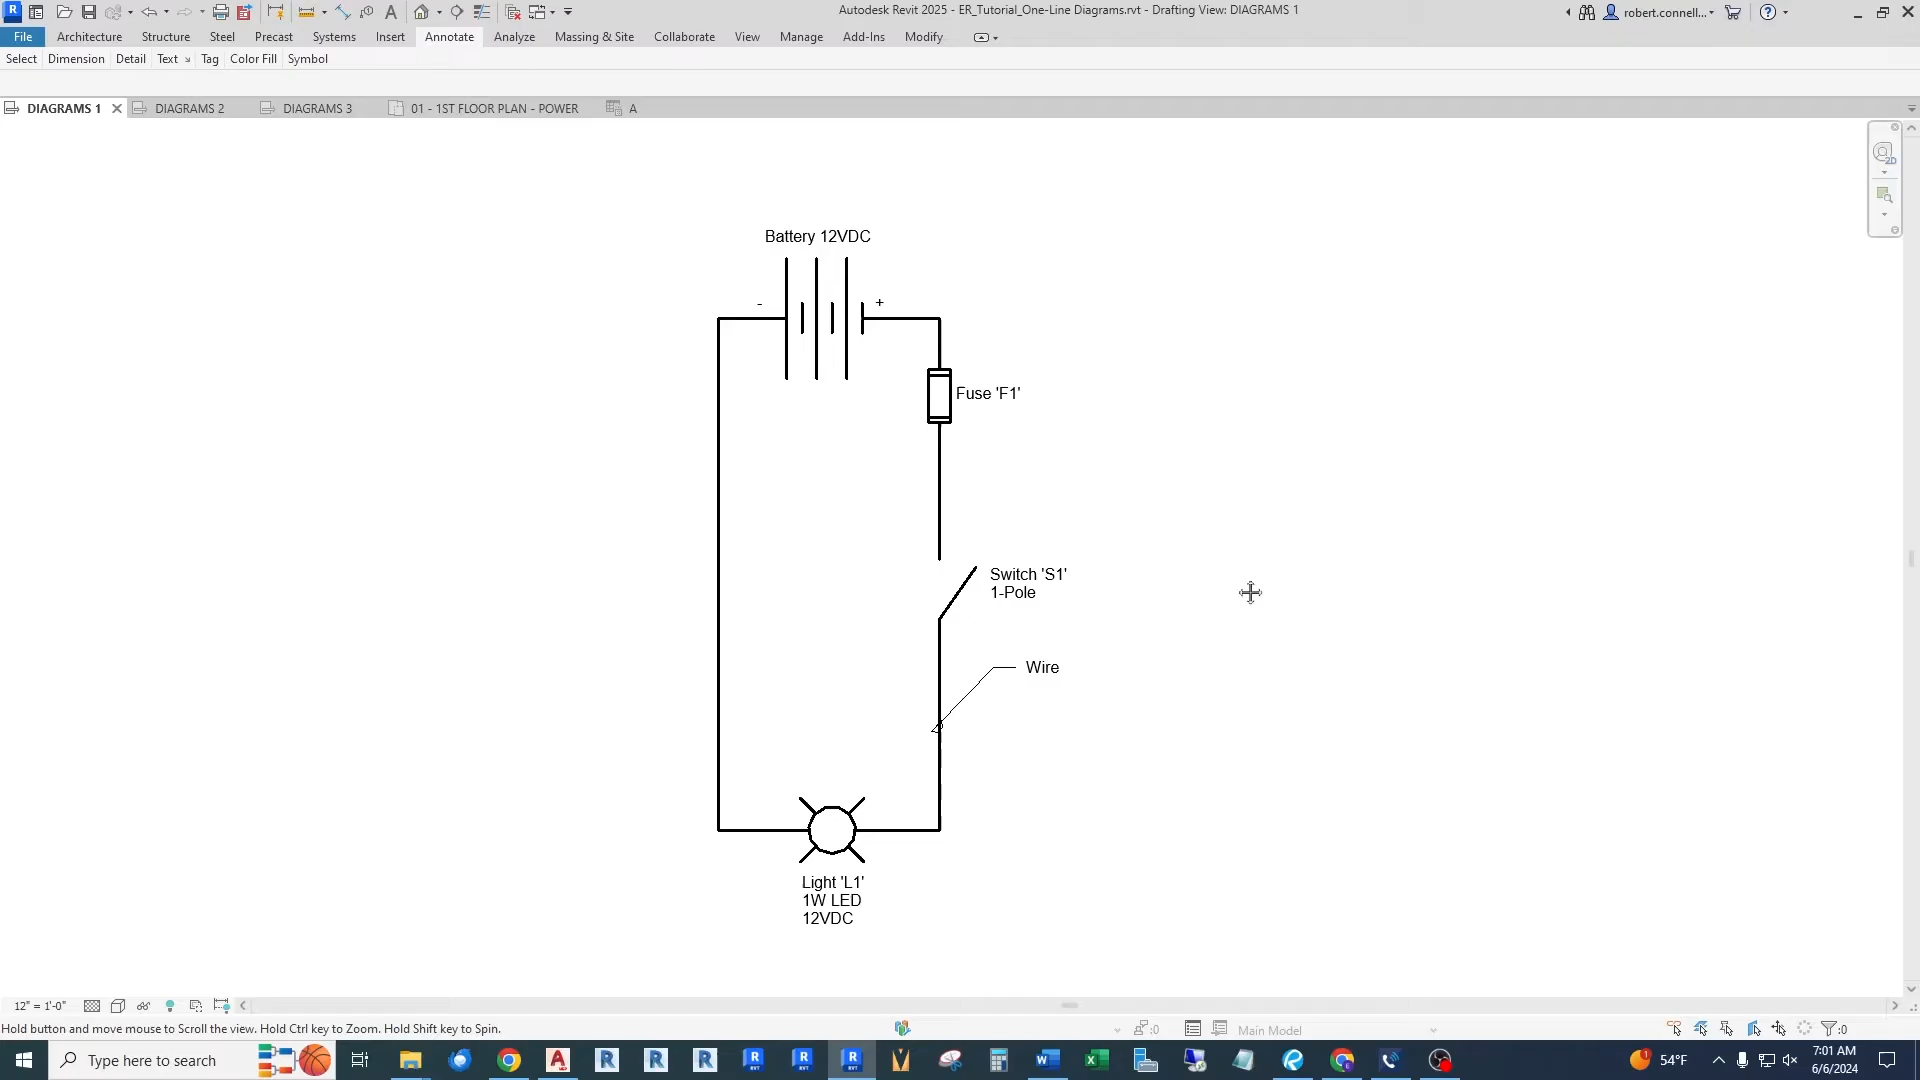 Autodesk Revit 2025 - ER_Tutorial_One-Line Diagrams.rvt - Drafting View: DIAGRAMS 1
robert.connell...
File Architecture Structure Steel Precast Systems Insert Annotate Analyze Massing & Site Collaborate View Manage Add-Ins Modify
Select Dimension Detail Text Tag Color Fill Symbol
DIAGRAMS 1 DIAGRAMS 2 DIAGRAMS 3 01 - 1ST FLOOR PLAN - POWER A
2D
Battery 12VDC
- +
Fuse 'F1'
Switch 'S1'
1-Pole
Wire
Light 'L1'
1W LED
12VDC
12" = 1'-0"
Hold button and move mouse to Scroll the view. Hold Ctrl key to Zoom. Hold Shift key to Spin.
:0
Main Model
:0
Type here to search
54°F
7:01 AM
6/6/2024